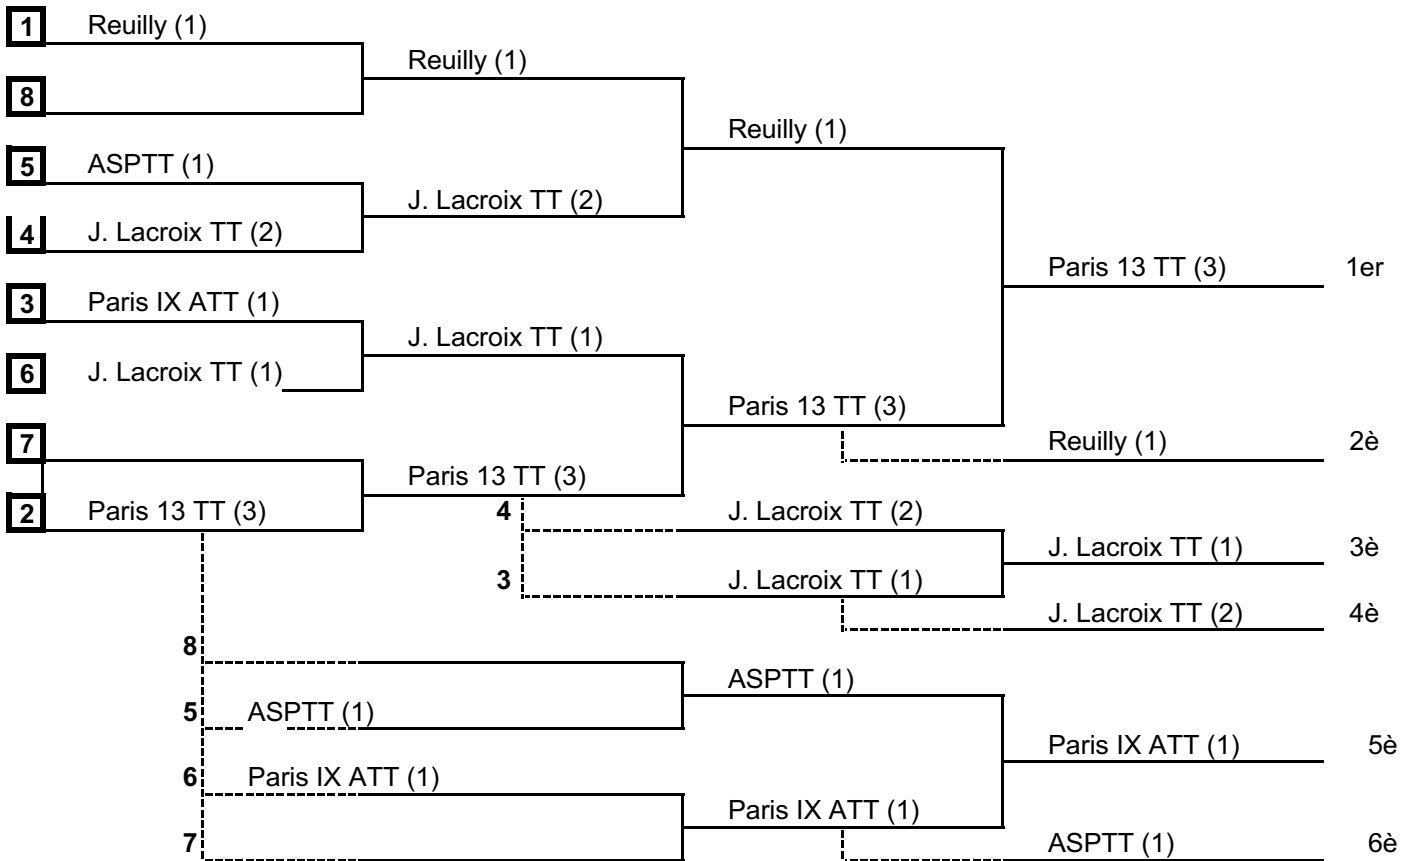 1 Reuilly (1)
Reuilly (1)
8
Reuilly (1)
5 ASPTT (1)
J. Lacroix TT (2)
4 J. Lacroix TT (2)
Paris 13 TT (3) 1er
3 Paris IX ATT (1)
J. Lacroix TT (1)
6 J. Lacroix TT (1)
Paris 13 TT (3)
7
Reuilly (1) 2è
Paris 13 TT (3)
2 Paris 13 TT (3)
4 J. Lacroix TT (2)
J. Lacroix TT (1) 3è
3 J. Lacroix TT (1)
J. Lacroix TT (2) 4è
8
ASPTT (1)
5 ASPTT (1)
Paris IX ATT (1) 5è
6 Paris IX ATT (1)
Paris IX ATT (1)
7
ASPTT (1) 6è